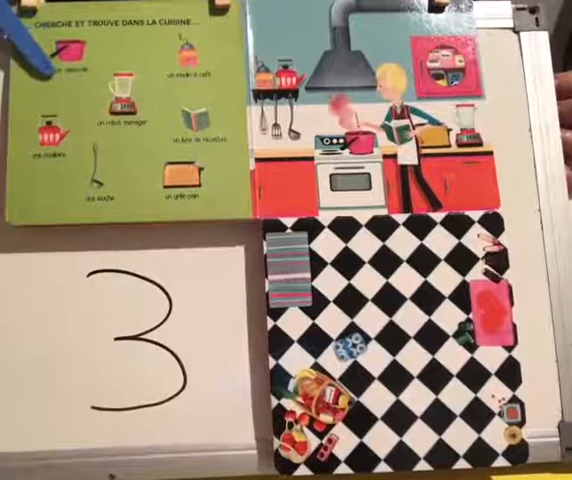 CHERCHE ET TROUVE DANS LA CUISINE...
un moulin à café
un robot ménager
un livre de recettes
une bouilloire
une louche
un grille-pain
3